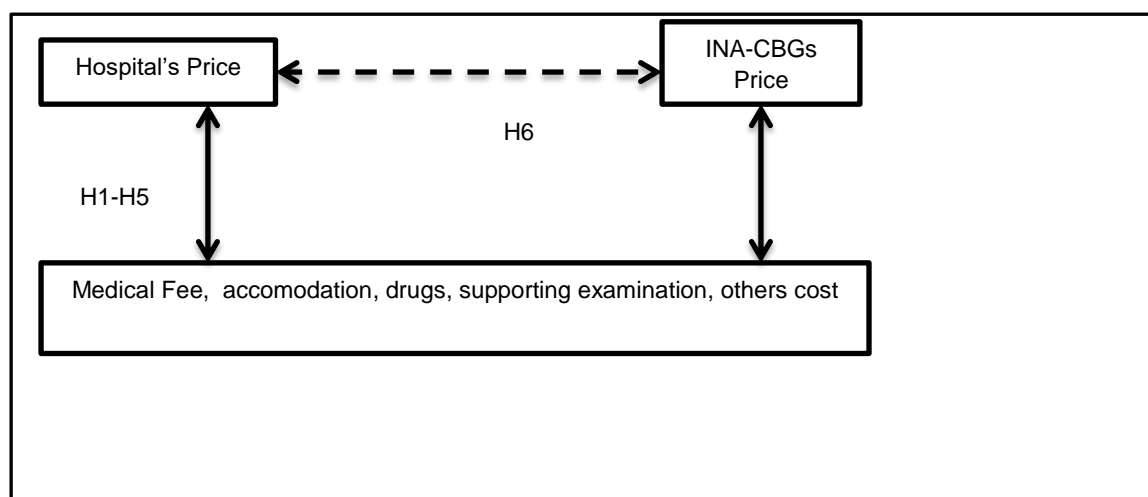 Hospital's Price
INA-CBGs
Price
H6
H1-H5
Medical Fee, accomodation, drugs, supporting examination, others cost